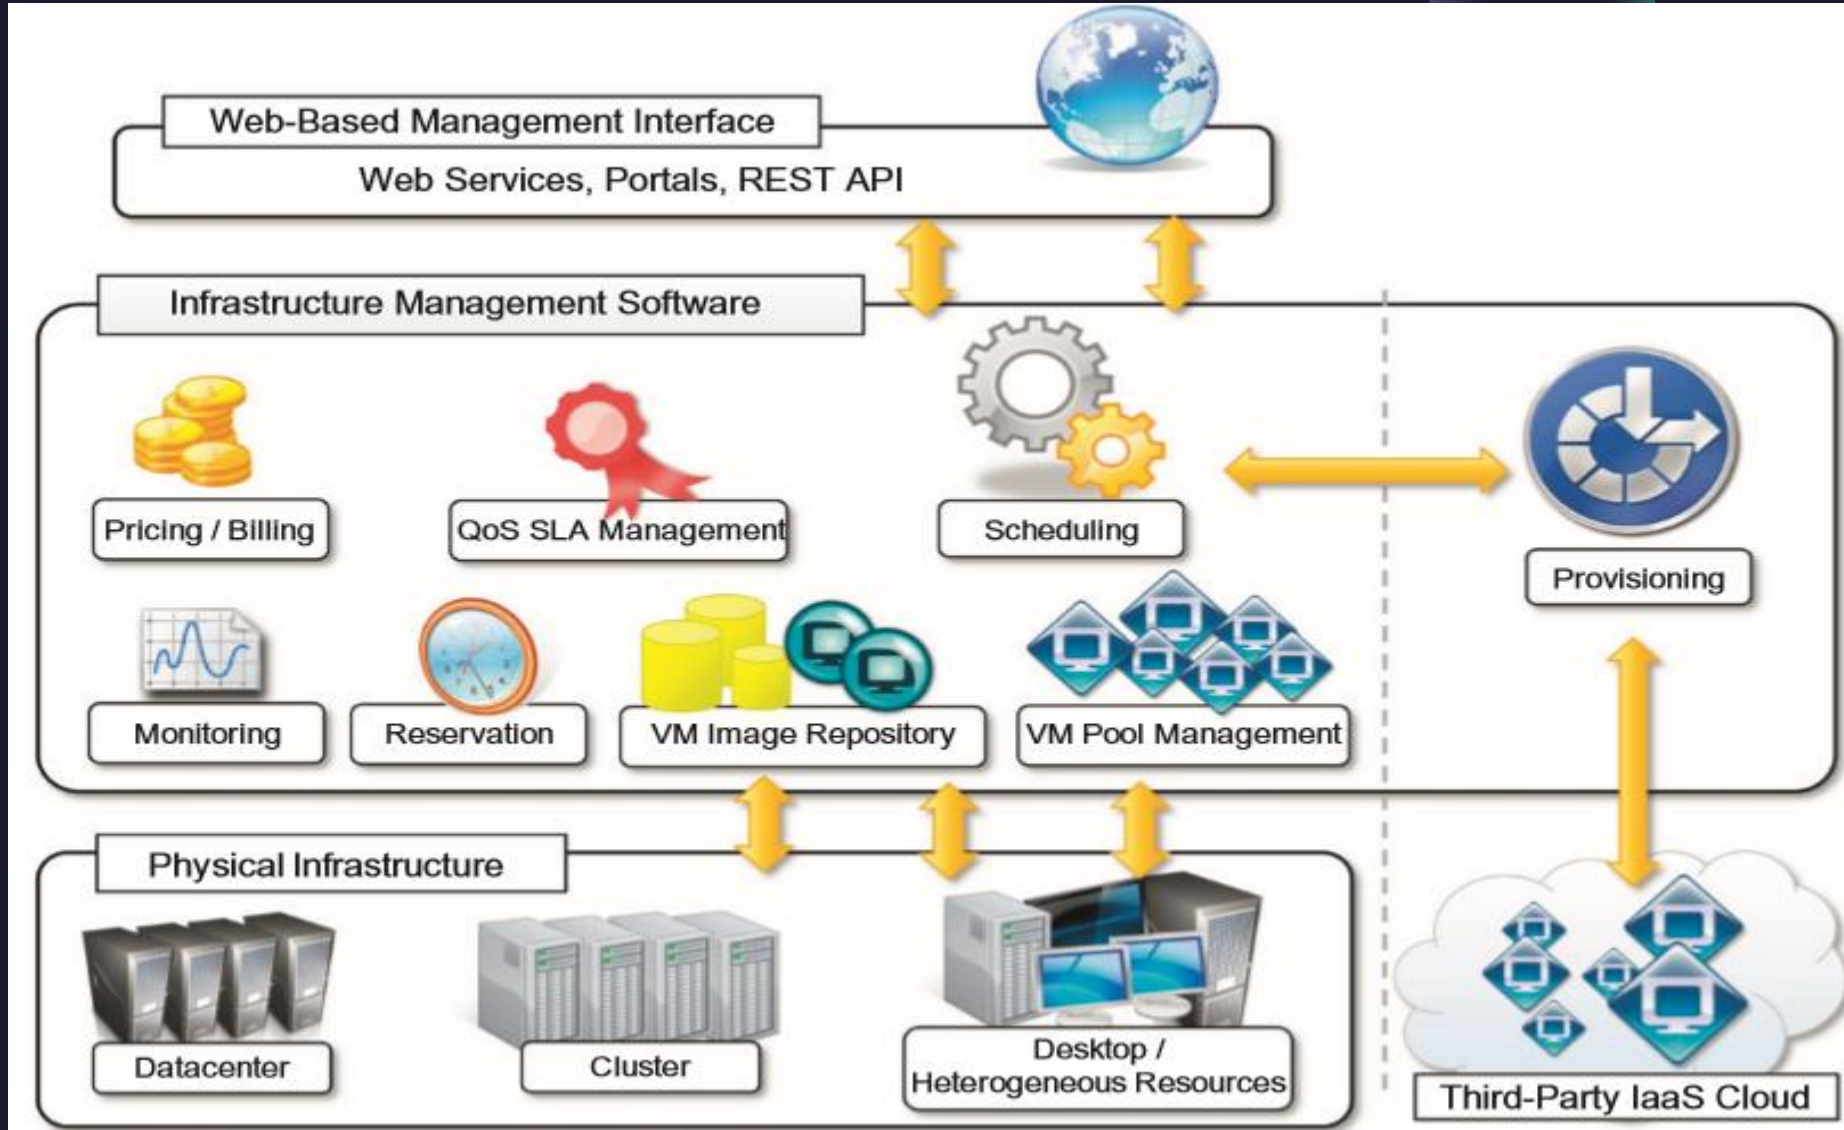 Web-Based Management Interface
Web Services, Portals, REST API
Infrastructure Management Software
Pricing / Billing
QoS SLA Management
Scheduling
Provisioning
Monitoring
Reservation
VM Image Repository
VM Pool Management
Physical Infrastructure
Datacenter
Cluster
Desktop /
Heterogeneous Resources
Third-Party IaaS Cloud